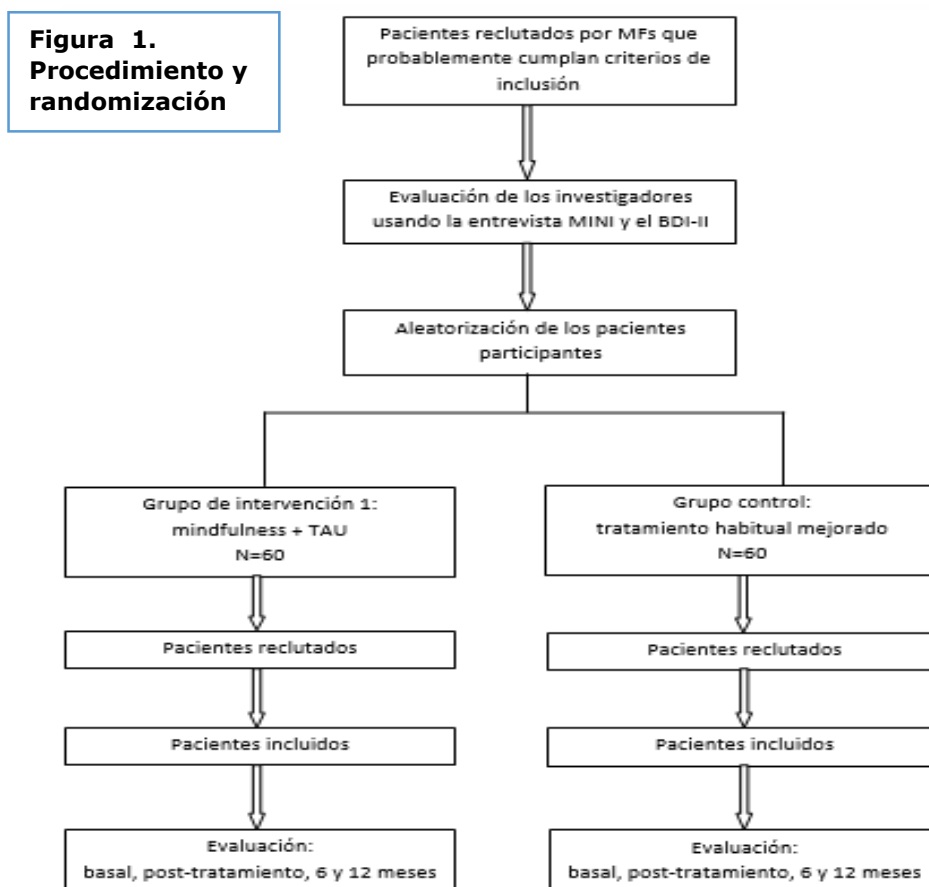 Figura 1.
Procedimiento y
randomización
Pacientes reclutados por MFs que
probablemente cumplan criterios de
inclusión
Evaluación de los investigadores
usando la entrevista MINI y el BDI-II
Aleatorización de los pacientes
participantes
Grupo de intervención 1:
mindfulness + TAU
N=60
Grupo control:
tratamiento habitual mejorado
N=60
Pacientes reclutados
Pacientes reclutados
Pacientes incluidos
Pacientes incluidos
Evaluación:
basal, post-tratamiento, 6 y 12 meses
Evaluación:
basal, post-tratamiento, 6 y 12 meses